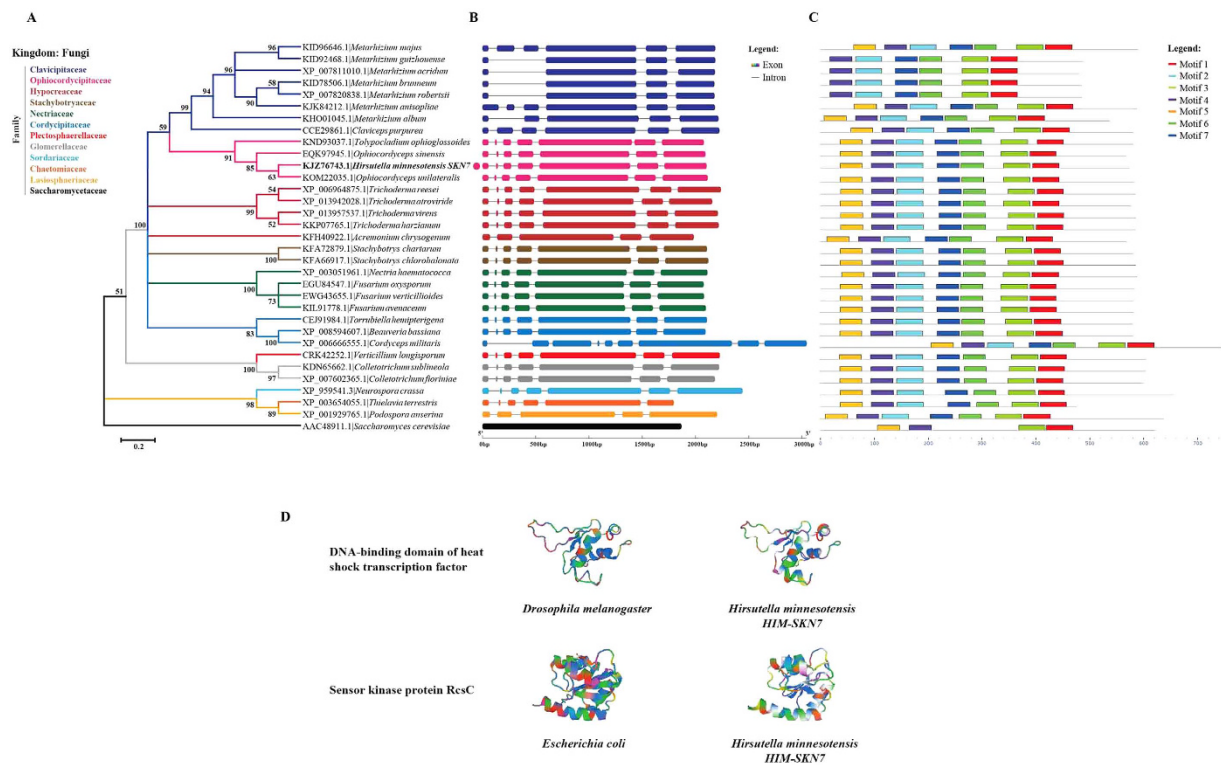 A
B
C
Kingdom: Fungi
Family
Clavicipitaceae
Ophiocordycipitaceae
Hypocreaceae
Stachybotryaceae
Nectriaceae
Cordycipitaceae
Plectosphaerellaceae
Glomerellaceae
Sordariaceae
Chaetomiaceae
Lasiosphaeriaceae
Saccharomycetaceae
96
96
58
94
90
99
59
91
85
63
54
99
52
100
100
51
100
73
83
100
100
97
98
89
0.2
KID96646.1|Metarhizium majus
KID92468.1|Metarhizium guizhouense
XP_007811010.1|Metarhizium acridum
KID78506.1|Metarhizium brunneum
XP_007820838.1|Metarhizium robertsii
KJK84212.1|Metarhizium anisopliae
KHO01045.1|Metarhizium album
CCE29861.1|Claviceps purpurea
KND93037.1|Tolypocladium ophioglossoides
EQK97945.1|Ophiocordyceps sinensis
KJZ76743.1|Hirsutella minnesotensis SKN7
KOM22035.1|Ophiocordyceps unilateralis
XP_006964875.1|Trichoderma reesei
XP_013942028.1|Trichoderma atroviride
XP_013957537.1|Trichoderma virens
KKP07765.1|Trichoderma harzianum
KFH40922.1|Acremonium chrysogenum
KFA72879.1|Stachybotrys chartarum
KFA66917.1|Stachybotrys chlorohalonata
XP_003051961.1|Nectria haematococca
EGU84547.1|Fusarium oxysporum
EWG43655.1|Fusarium verticillioides
KIL91778.1|Fusarium avenaceum
CEJ91984.1|Torrubiella hemipterigena
XP_008594607.1|Beauveria bassiana
XP_006666555.1|Cordyceps militaris
CRK42252.1|Verticillium longisporum
KDN65662.1|Colletotrichum sublineola
XP_007602365.1|Colletotrichum fioriniae
XP_959541.3|Neurospora crassa
XP_003654055.1|Thielavia terrestris
XP_001929765.1|Podospora anserina
AAC48911.1|Saccharomyces cerevisiae
Legend:
Exon
Intron
5'
3'
0bp
500bp
1000bp
1500bp
2000bp
2500bp
3000bp
Legend:
Motif 1
Motif 2
Motif 3
Motif 4
Motif 5
Motif 6
Motif 7
0
100
200
300
400
500
600
700
D
DNA-binding domain of heat
shock transcription factor
Drosophila melanogaster
Hirsutella minnesotensis
HIM-SKN7
Sensor kinase protein RcsC
Escherichia coli
Hirsutella minnesotensis
HIM-SKN7